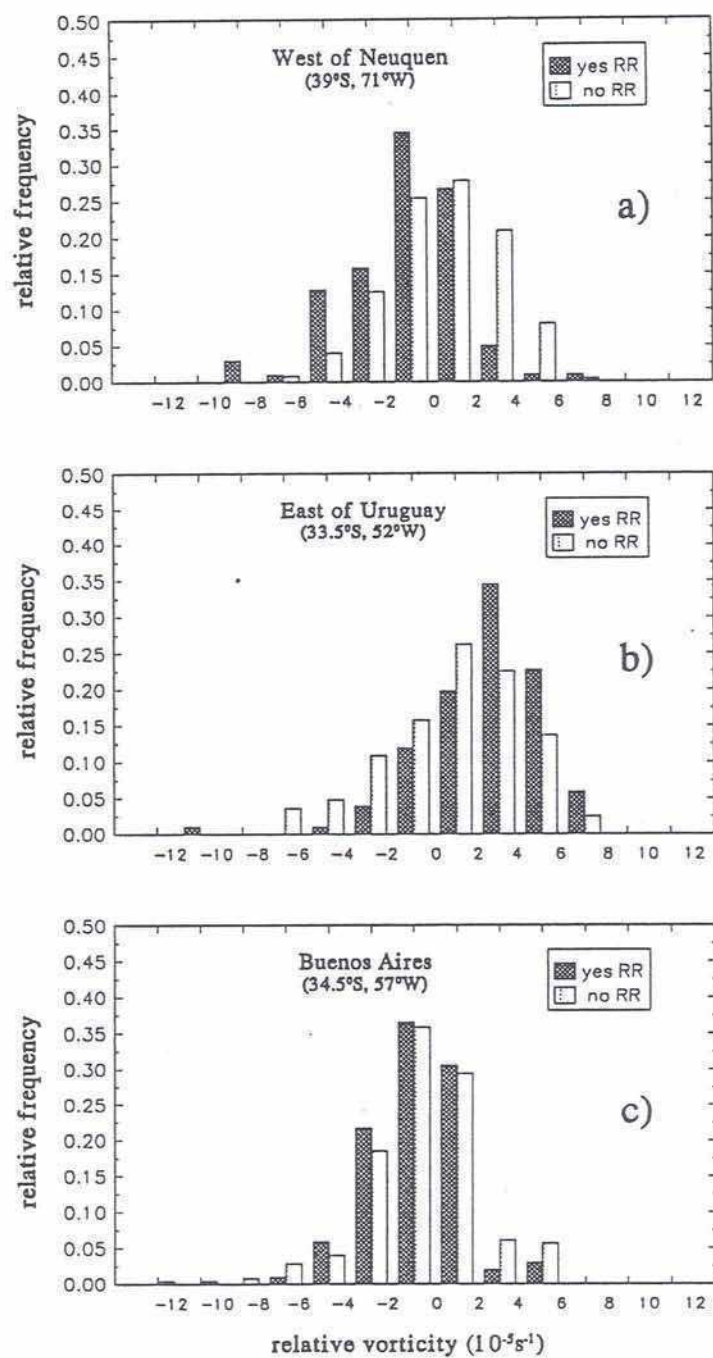 0.50
0.45
0.40
0.35
0.30
0.25
0.20
0.15
0.10
0.05
0.00
relative frequency
West of Neuquen
(39°S, 71°W)
yes RR
no RR
a)
-12 -10 -6 -4 -2 0 2 4 6 8 10 12
0.50
0.45
0.40
0.35
0.30
0.25
0.20
0.15
0.10
0.05
0.00
relative frequency
East of Uruguay
(33.5°S, 52°W)
yes RR
no RR
b)
-12 -10 -8 -6 -4 -2 0 2 4 6 8 10 12
0.50
0.45
0.40
0.35
0.30
0.25
0.20
0.15
0.10
0.05
0.00
relative frequency
Buenos Aires
(34.5°S, 57°W)
yes RR
no RR
c)
-12 -10 -8 -6 -4 -2 0 2 4 6 8 10 12
relative vorticity (10⁻⁵s⁻¹)